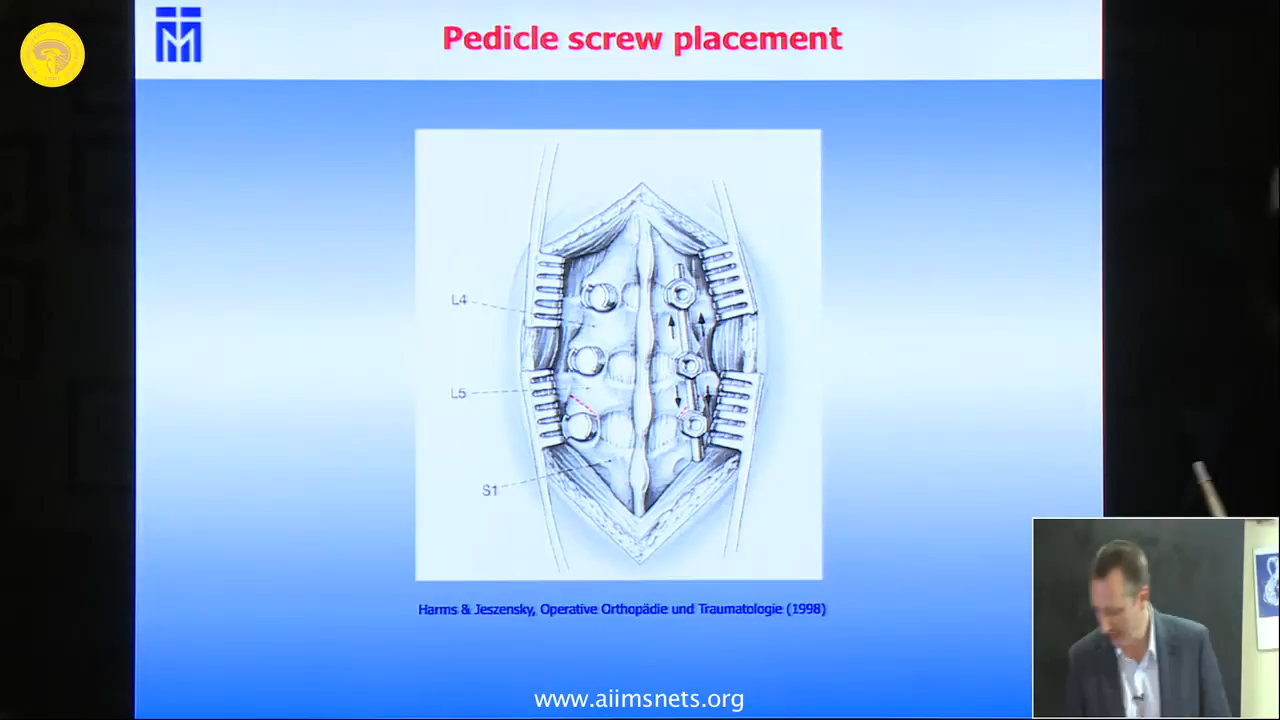 Pedicle screw placement
L4
L5
S1
Harms & Jeszensky, Operative Orthopädie und Traumatologie (1998)
www.aiimsnets.org